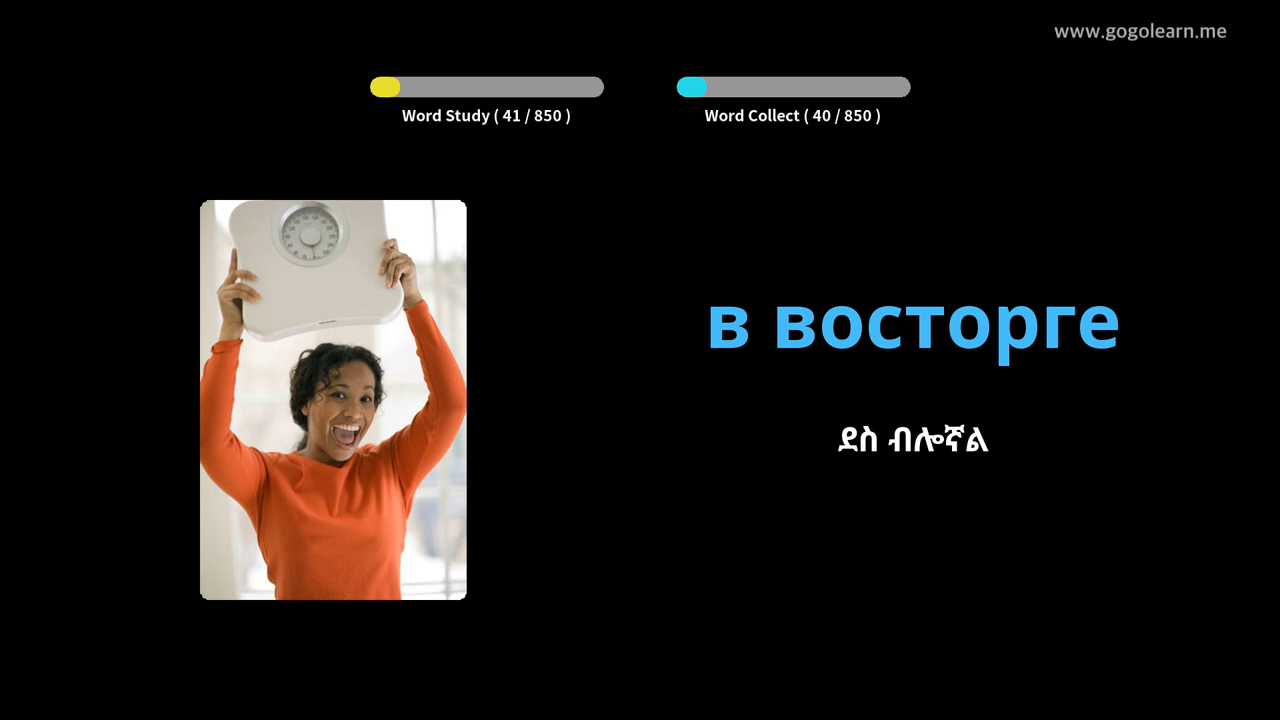 www.gogolearn.me
Word Study ( 41 / 850 )
Word Collect ( 40 / 850 )
в восторге
ደስ ብሎኛል